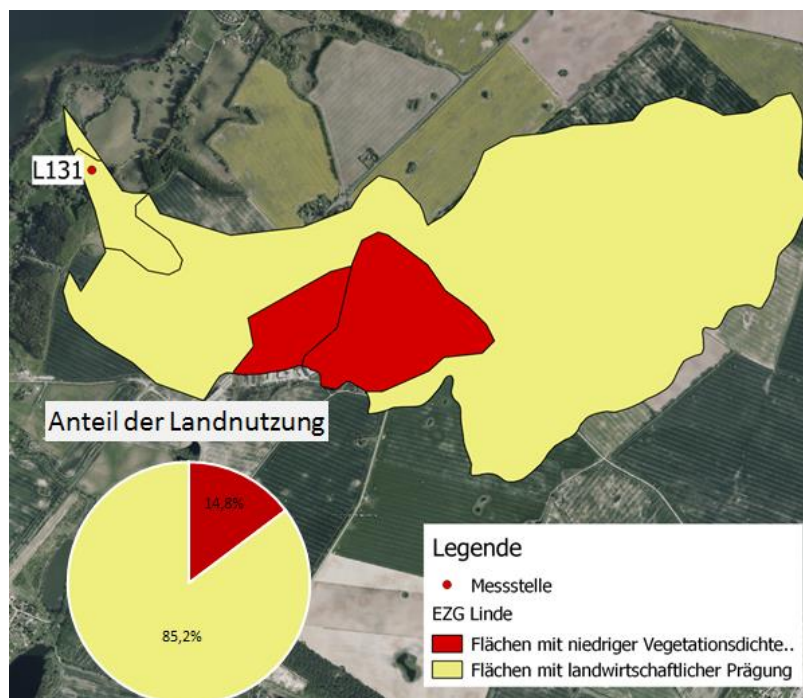 L131
Anteil der Landnutzung
14,8%
85,2%
Legende
Messstelle
EZG Linde
Flächen mit niedriger Vegetationsdichte..
Flächen mit landwirtschaftlicher Prägung